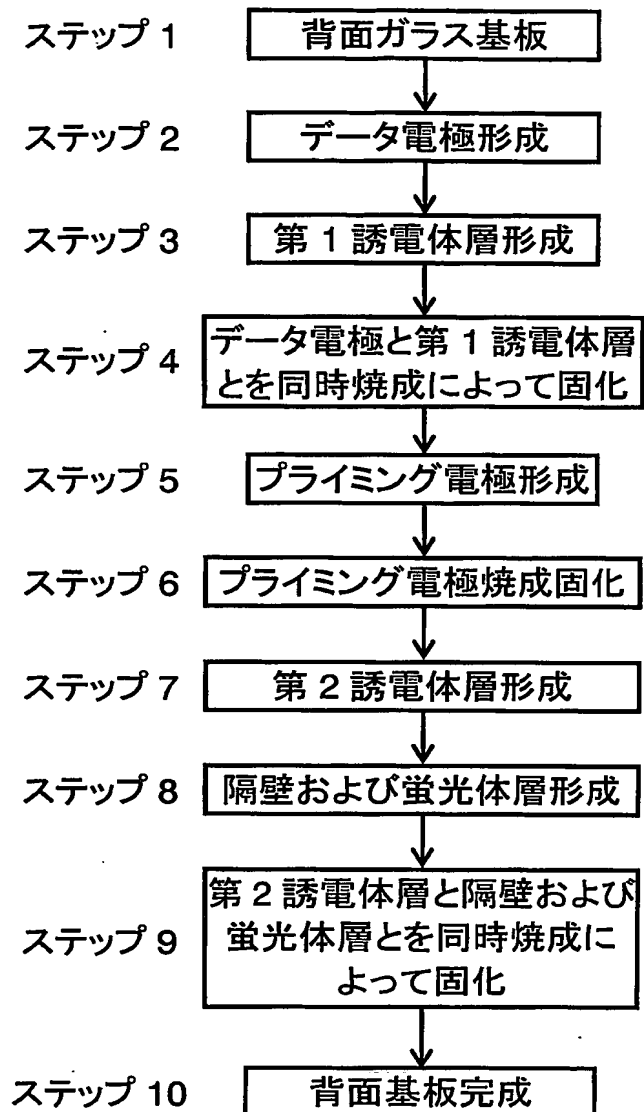 ステップ 1 背面ガラス基板
ステップ 2 データ電極形成
ステップ 3 第 1 誘電体層形成
ステップ 4 データ電極と第 1 誘電体層
とを同時焼成によって固化
ステップ 5 プライミング電極形成
ステップ 6 プライミング電極焼成固化
ステップ 7 第 2 誘電体層形成
ステップ 8 隔壁および蛍光体層形成
ステップ 9 第 2 誘電体層と隔壁および
蛍光体層とを同時焼成に
よって固化
ステップ 10 背面基板完成